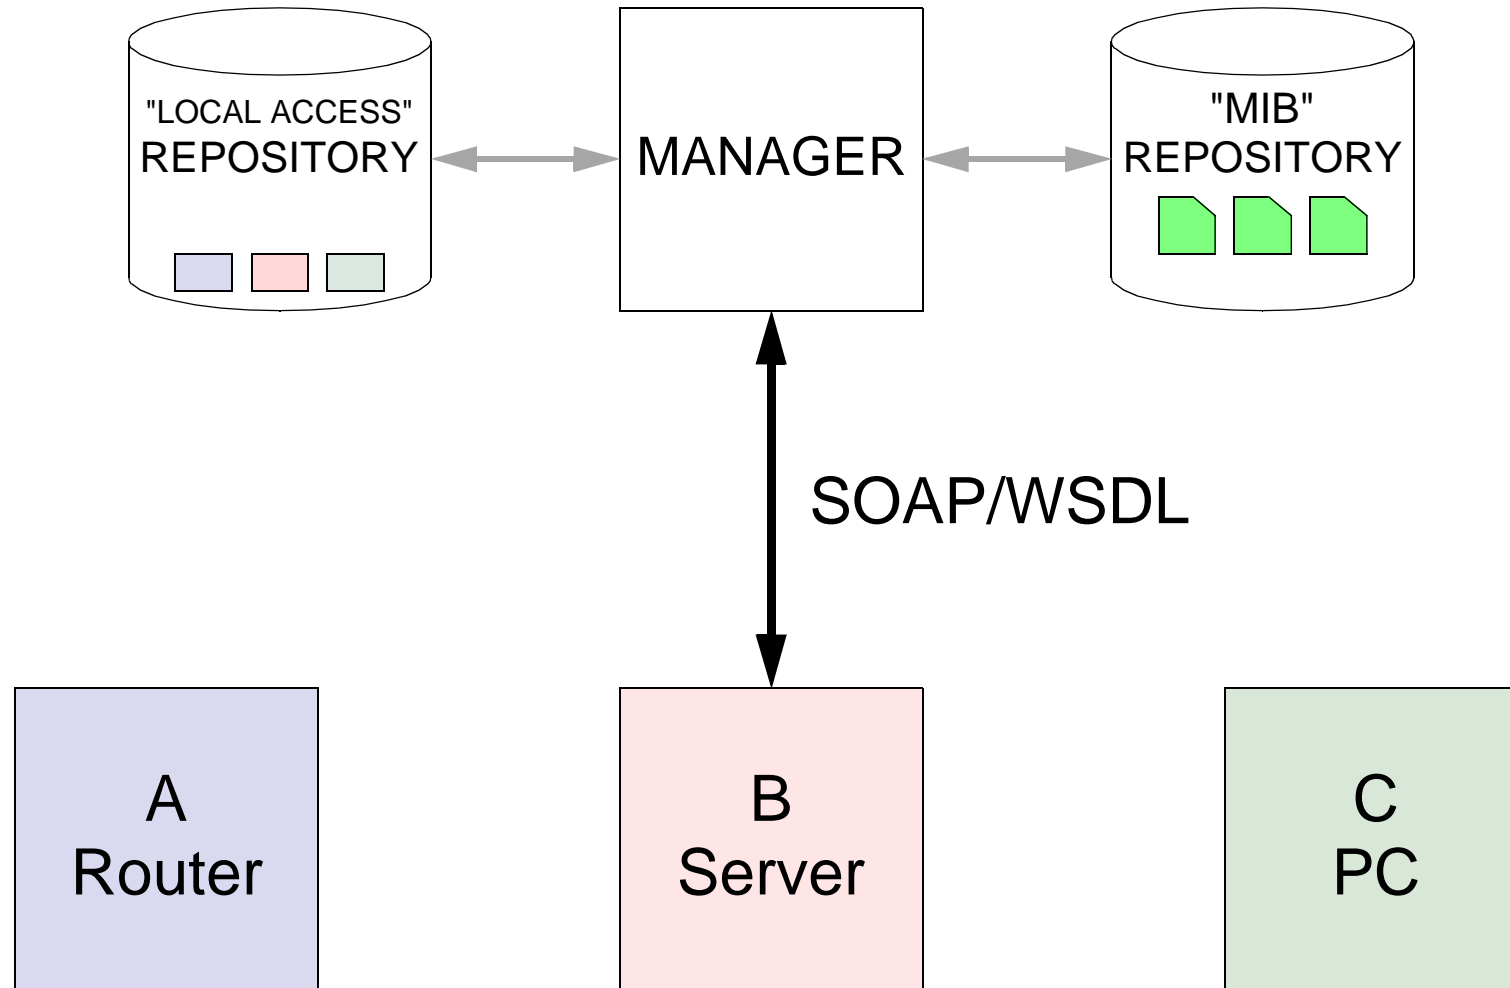 "LOCAL ACCESS"
REPOSITORY
MANAGER
"MIB"
REPOSITORY
SOAP/WSDL
A
Router
B
Server
C
PC